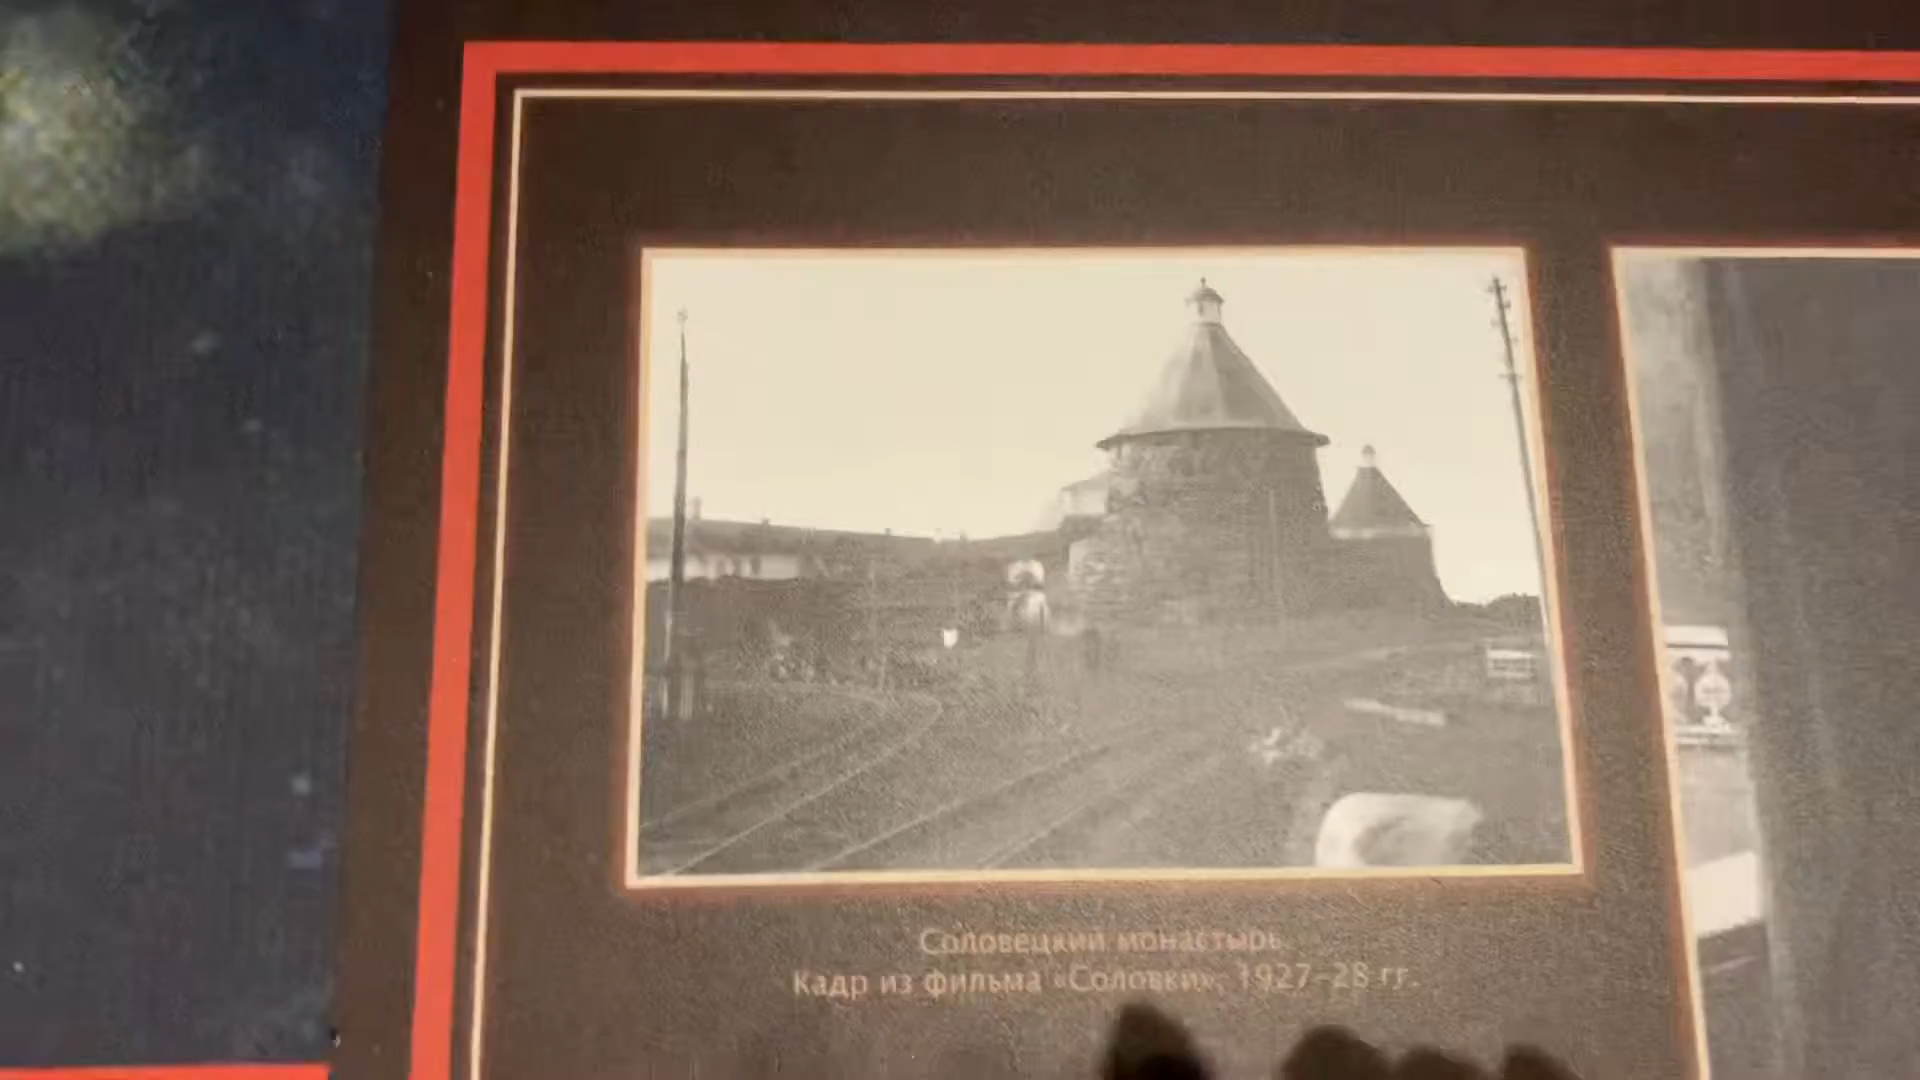 Соловецкий монастырь.
Кадр из фильма «Соловки», 1927–28 гг.